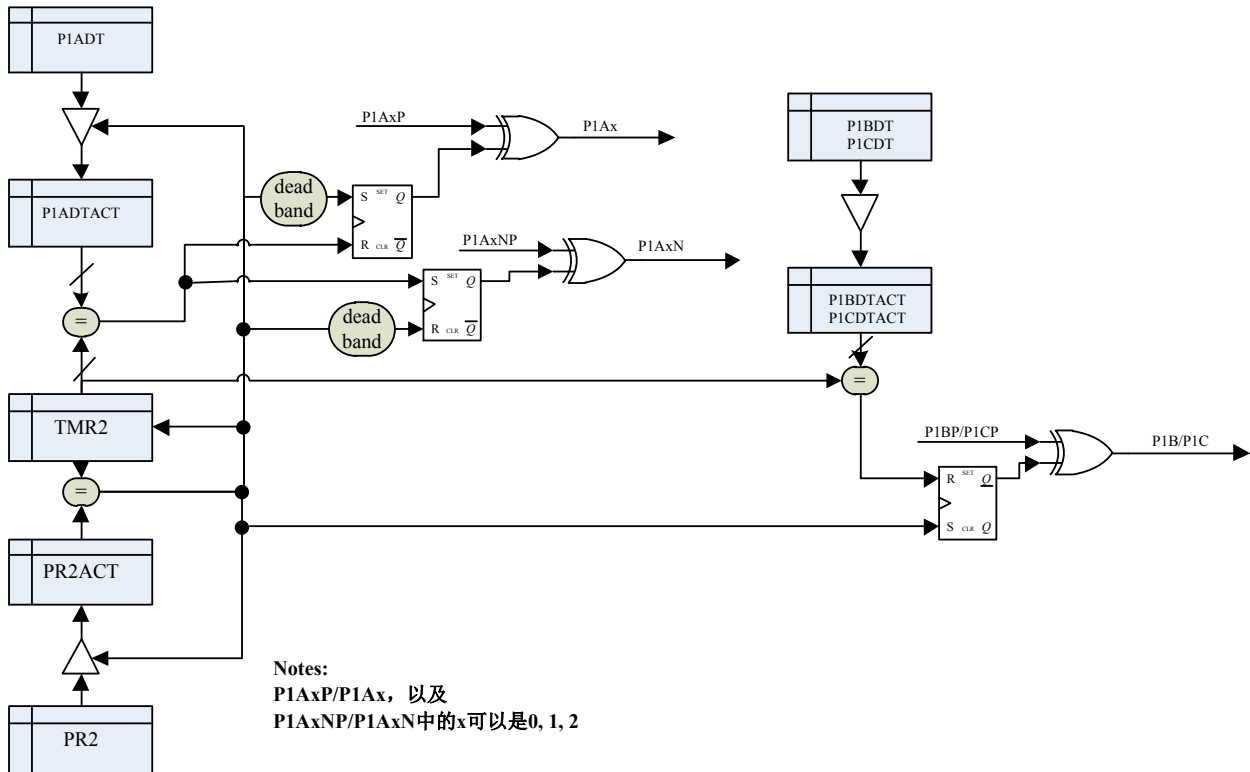 P1ADT
P1ADTACT
=
TMR2
=
PR2ACT
PR2
P1AxP
P1Ax
dead
band
S SET Q
R CLR Q
P1AxNP
P1AxN
S SET Q
dead
band
R CLR Q
P1BDT
P1CDT
P1BDTACT
P1CDTACT
=
P1BP/P1CP
P1B/P1C
R SET Q
S CLR Q
Notes:
P1AxP/P1Ax，以及
P1AxNP/P1AxN中的x可以是0, 1, 2